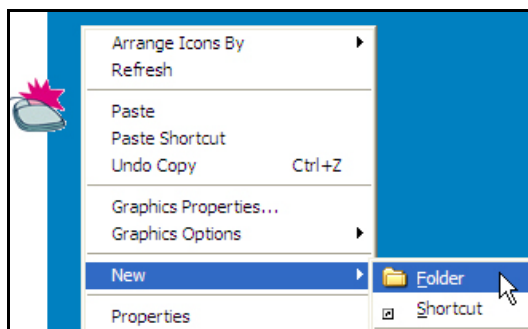 Arrange Icons By
Refresh
Paste
Paste Shortcut
Undo Copy Ctrl+Z
Graphics Properties...
Graphics Options
New
Folder
Shortcut
Properties